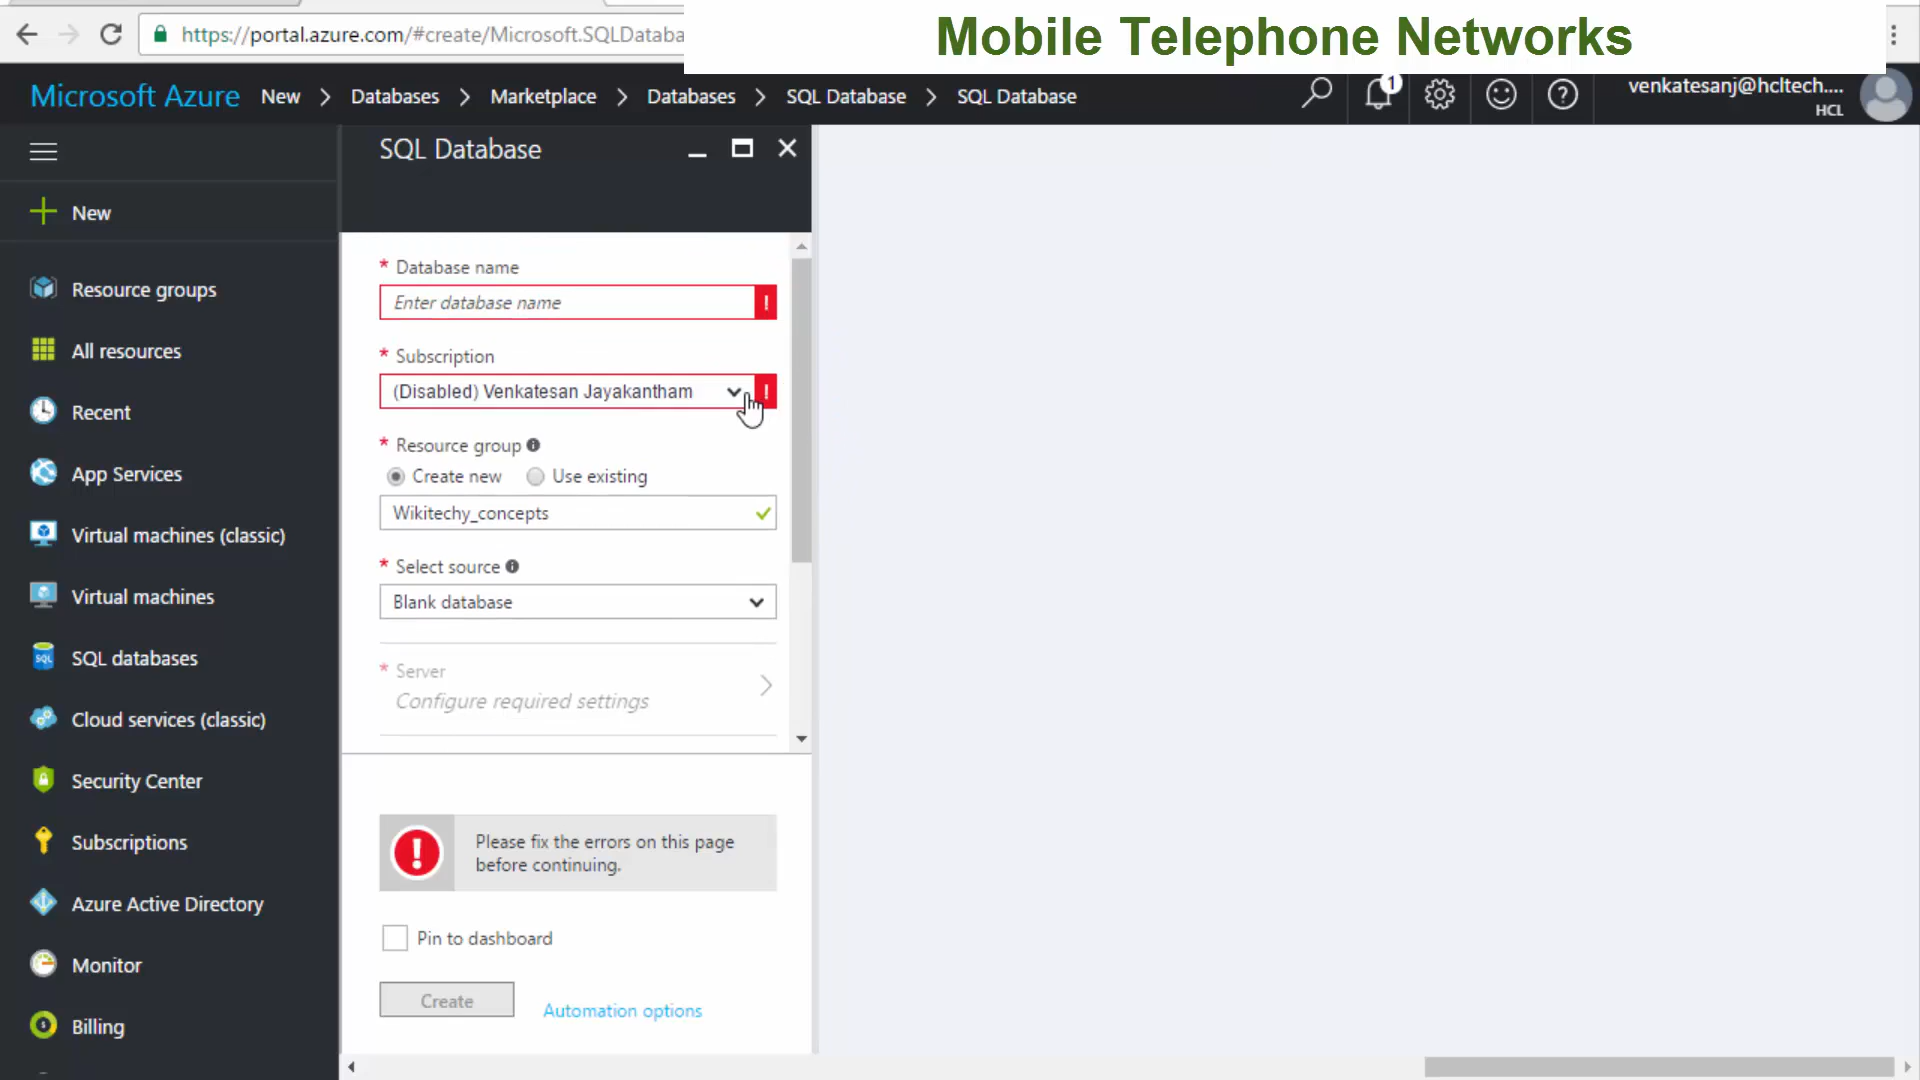 https://portal.azure.com/#create/Microsoft.SQLDataba
Mobile Telephone Networks
Microsoft Azure New > Databases > Marketplace > Databases > SQL Database > SQL Database
1
venkatesanj@hcltech....
HCL
New
Resource groups
All resources
Recent
App Services
Virtual machines (classic)
Virtual machines
SQL databases
Cloud services (classic)
Security Center
Subscriptions
Azure Active Directory
Monitor
Billing
SQL Database
* Database name
Enter database name
* Subscription
(Disabled) Venkatesan Jayakantham
* Resource group
Create new Use existing
Wikitechy_concepts
* Select source
Blank database
* Server
Configure required settings
Please fix the errors on this page
before continuing.
Pin to dashboard
Create Automation options